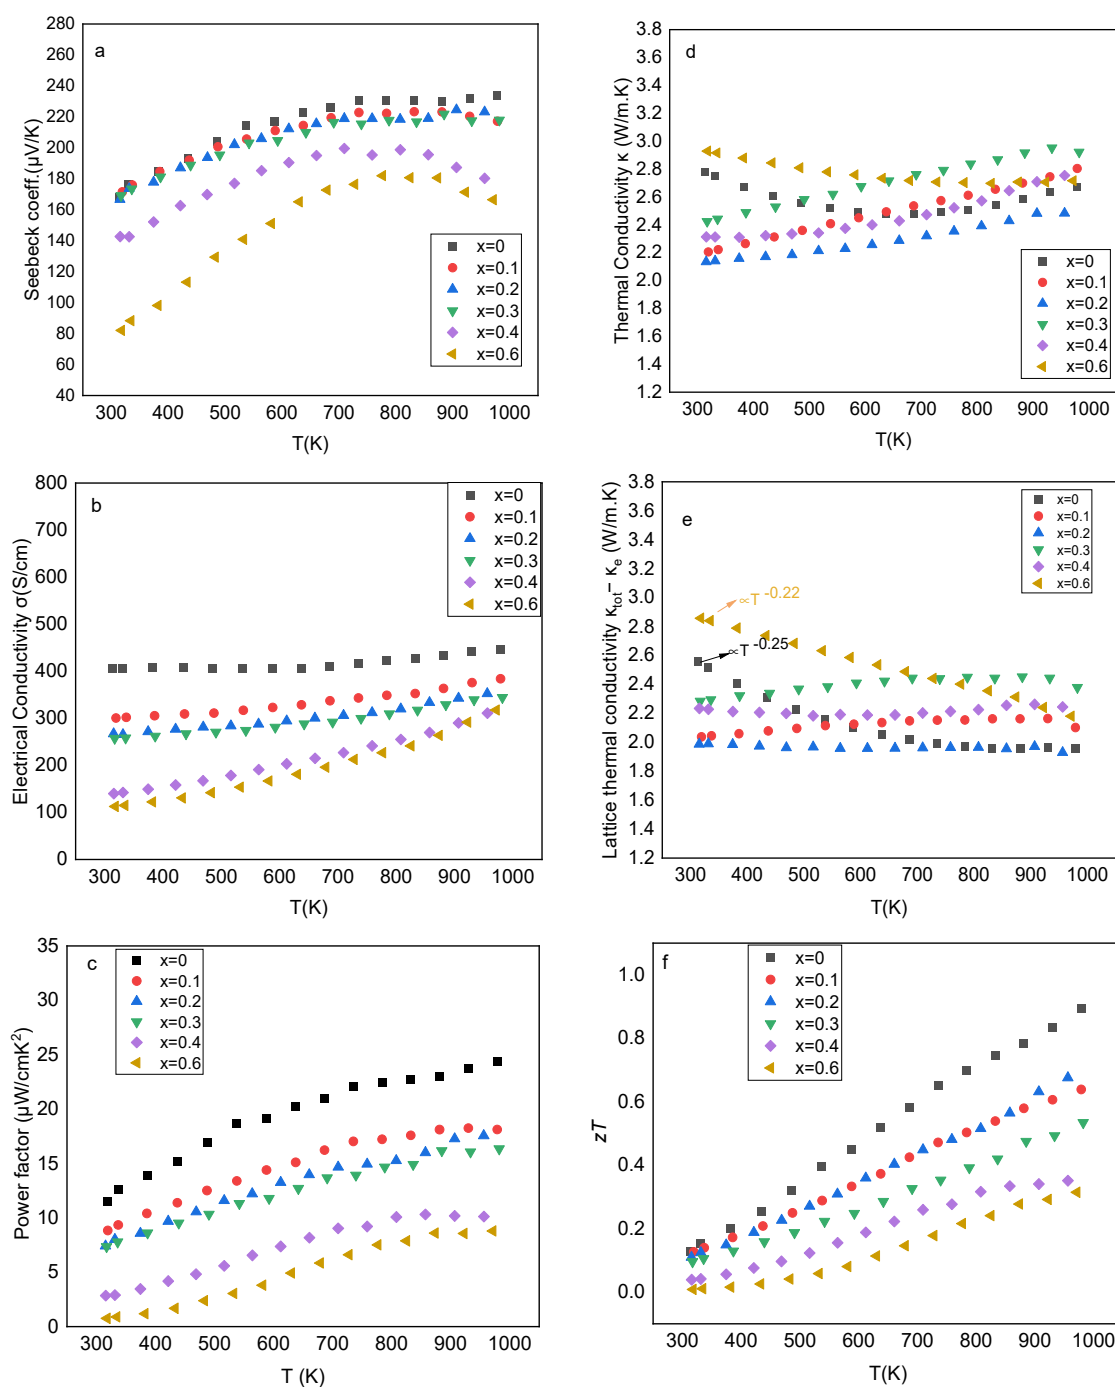 a
280
260
240
220
200
180
160
140
120
100
80
60
40
Seebeck coeff.(μV/K)
x=0
x=0.1
x=0.2
x=0.3
x=0.4
x=0.6
300 400 500 600 700 800 900 1000
T(K)
d
3.8
3.6
3.4
3.2
3.0
2.8
2.6
2.4
2.2
2.0
1.8
1.6
1.4
1.2
Thermal Conductivity κ (W/m.K)
x=0
x=0.1
x=0.2
x=0.3
x=0.4
x=0.6
300 400 500 600 700 800 900 1000
T(K)
b
800
700
600
500
400
300
200
100
0
Electrical Conductivity σ(S/cm)
x=0
x=0.1
x=0.2
x=0.3
x=0.4
x=0.6
300 400 500 600 700 800 900 1000
T(K)
e
3.8
3.6
3.4
3.2
3.0
2.8
2.6
2.4
2.2
2.0
1.8
1.6
1.4
1.2
Lattice thermal conductivity κtot− κe (W/m.K)
x=0
x=0.1
x=0.2
x=0.3
x=0.4
x=0.6
∝T-0.22
∝T-0.25
300 400 500 600 700 800 900 1000
T(K)
c
35
30
25
20
15
10
5
0
Power factor (μW/cmK²)
x=0
x=0.1
x=0.2
x=0.3
x=0.4
x=0.6
300 400 500 600 700 800 900 1000
T (K)
f
1.0
0.8
0.6
0.4
0.2
0.0
zT
x=0
x=0.1
x=0.2
x=0.3
x=0.4
x=0.6
300 400 500 600 700 800 900 1000
T(K)